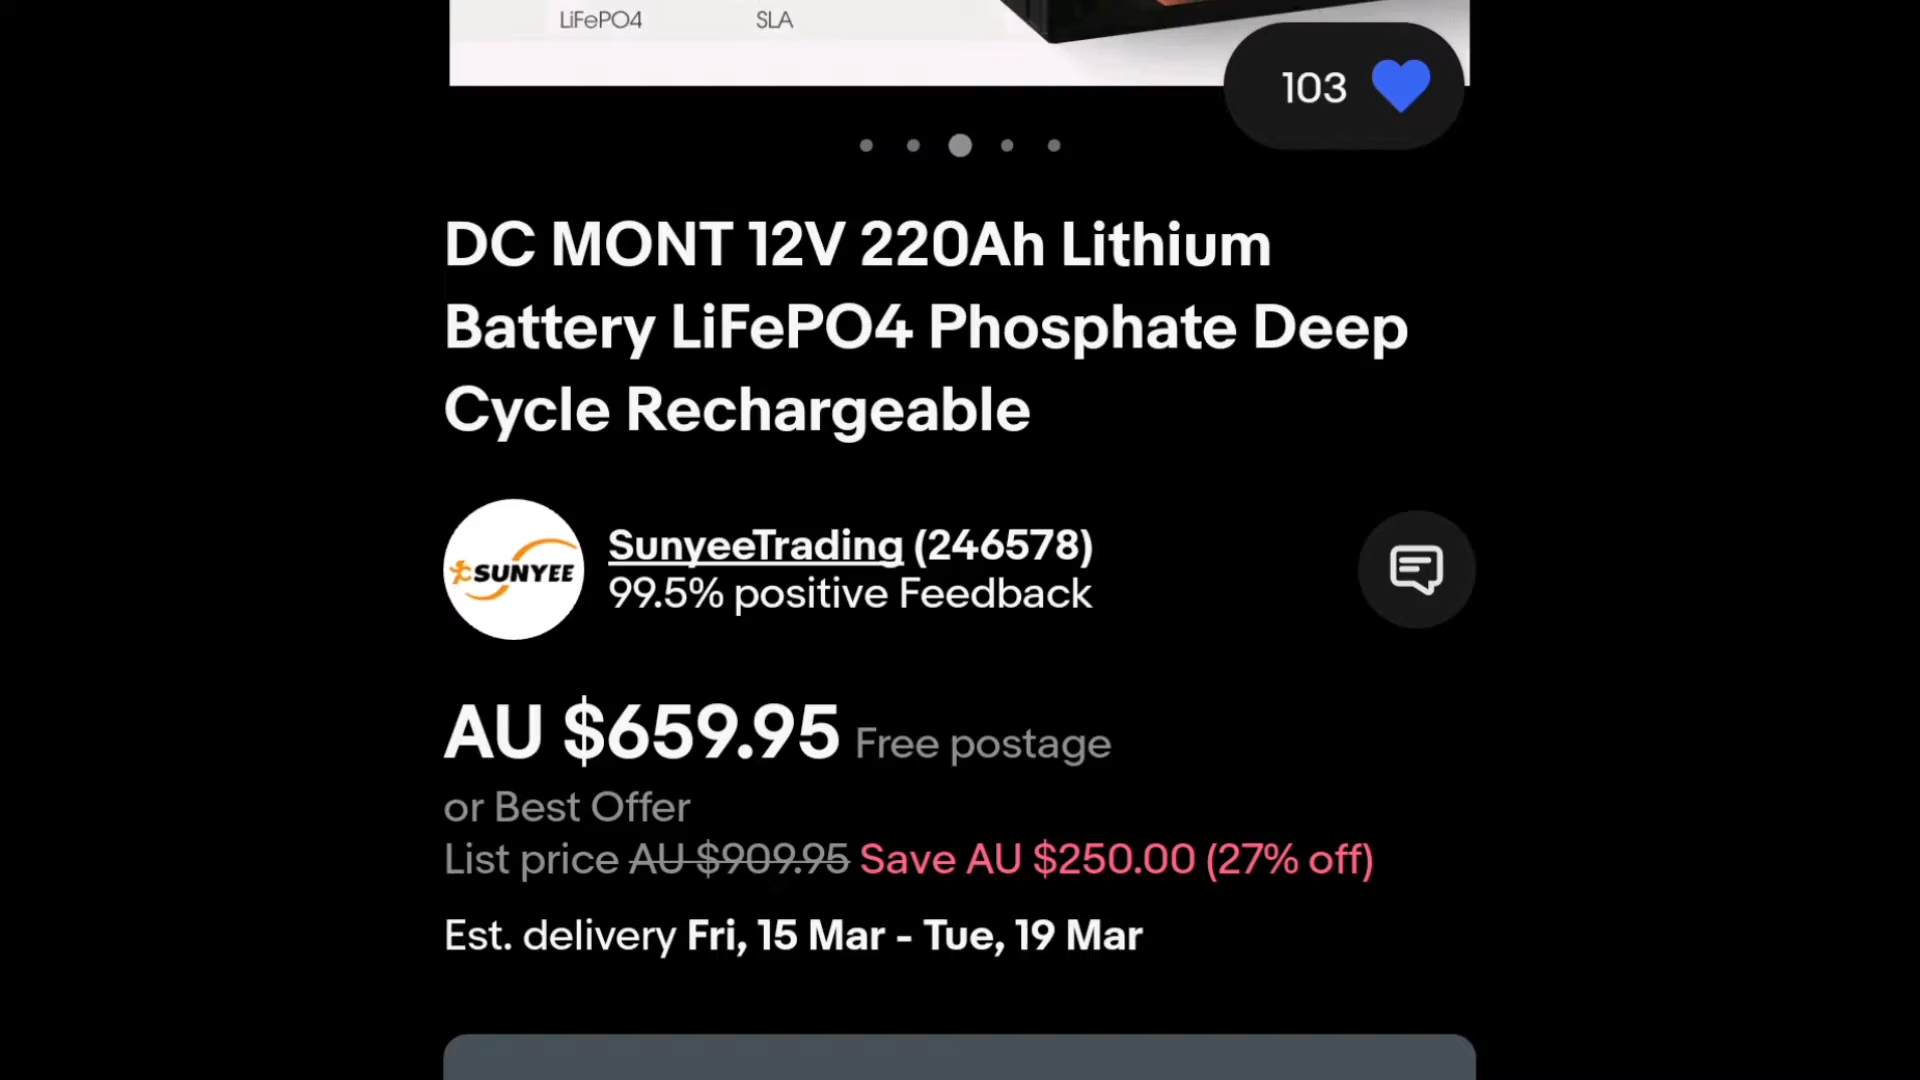 LiFePO4 SLA
103
DC MONT 12V 220Ah Lithium
Battery LiFePO4 Phosphate Deep
Cycle Rechargeable
SUNYEE
SunyeeTrading (246578)
99.5% positive Feedback
AU $659.95 Free postage
or Best Offer
List price AU $909.95 Save AU $250.00 (27% off)
Est. delivery Fri, 15 Mar - Tue, 19 Mar